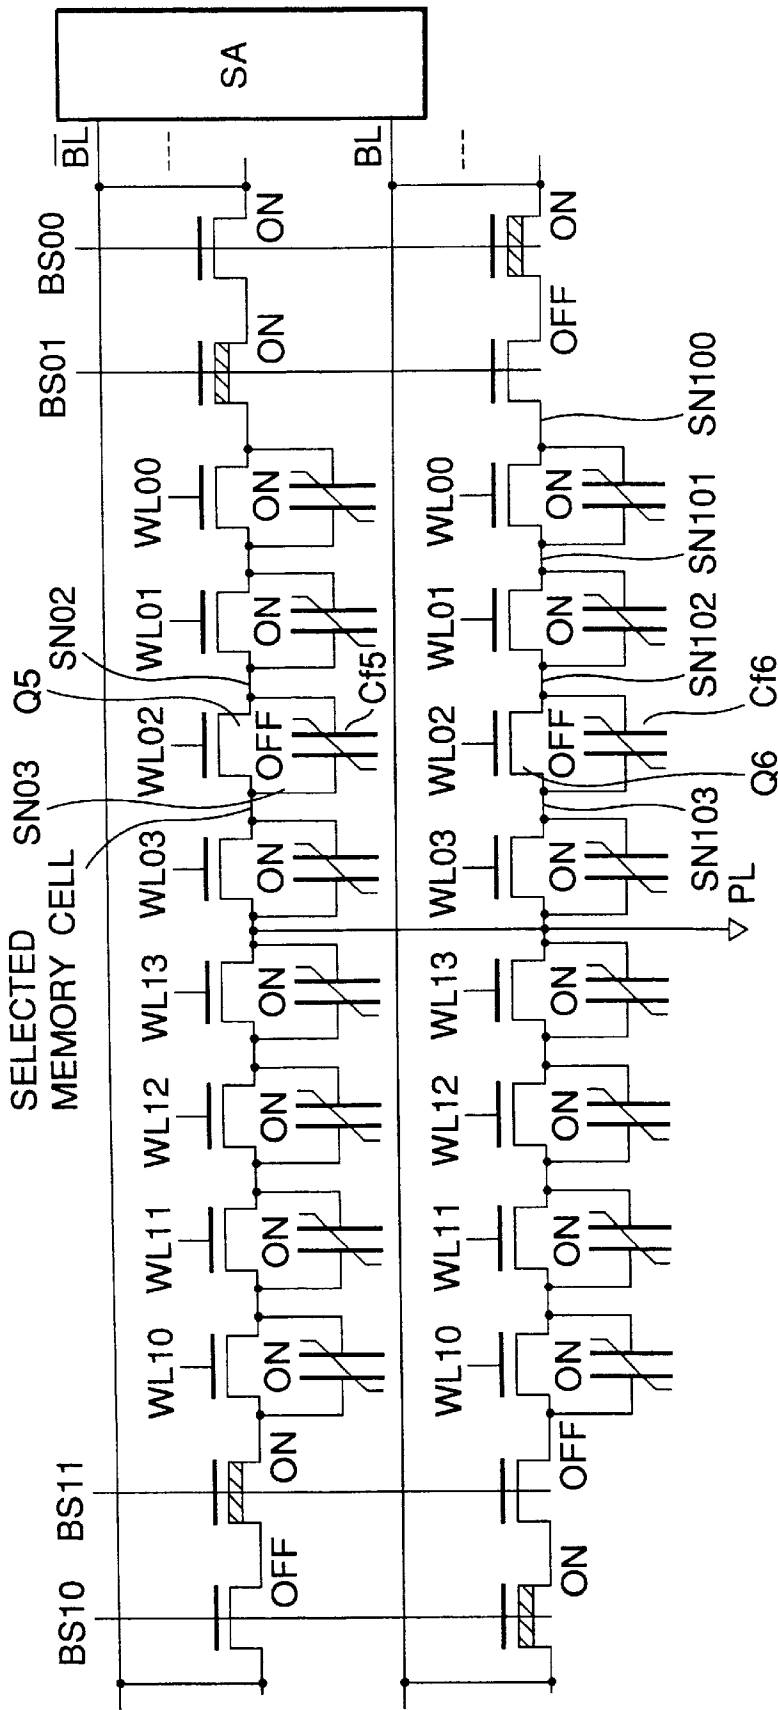 SELECTED
MEMORY CELL
SN03
Q5
SN02
BS10 BS11 BS01 BS00
B̅L̅
WL10 WL11 WL12 WL13 WL03 WL02 WL01 WL00
SA
OFF ON ON ON ON ON ON OFF ON ON ON ON
Cf5
BL
WL10 WL11 WL12 WL13 WL03 WL02 WL01 WL00
ON OFF ON ON ON ON ON OFF ON ON OFF ON
SN103 SN102 SN101 SN100
PL
Q6
Cf6